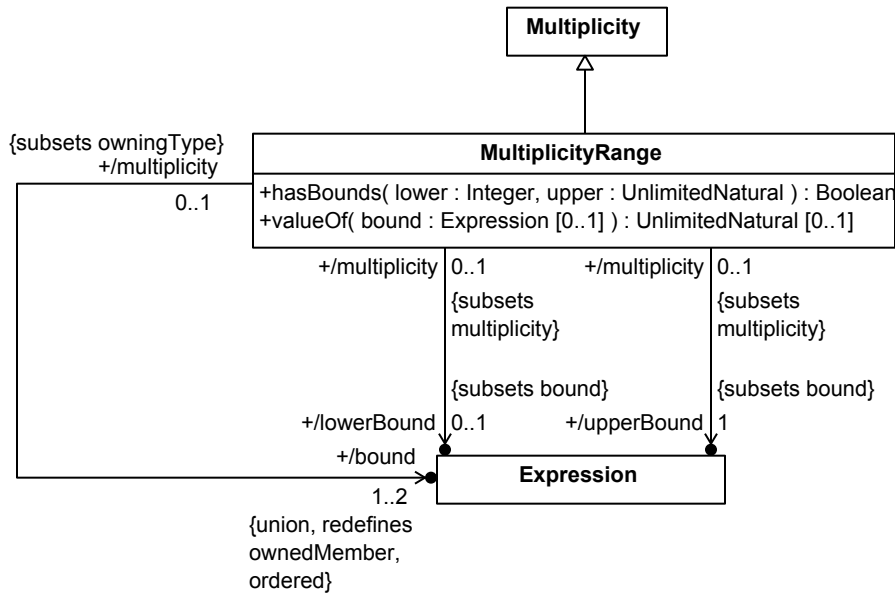 Multiplicity
{subsets owningType}
+/multiplicity
0..1
MultiplicityRange
+hasBounds( lower : Integer, upper : UnlimitedNatural ) : Boolean
+valueOf( bound : Expression [0..1] ) : UnlimitedNatural [0..1]
+/multiplicity 0..1
+/multiplicity 0..1
{subsets
multiplicity}
{subsets
multiplicity}
{subsets bound}
{subsets bound}
+/lowerBound 0..1
+/upperBound 1
+/bound
Expression
1..2
{union, redefines
ownedMember,
ordered}